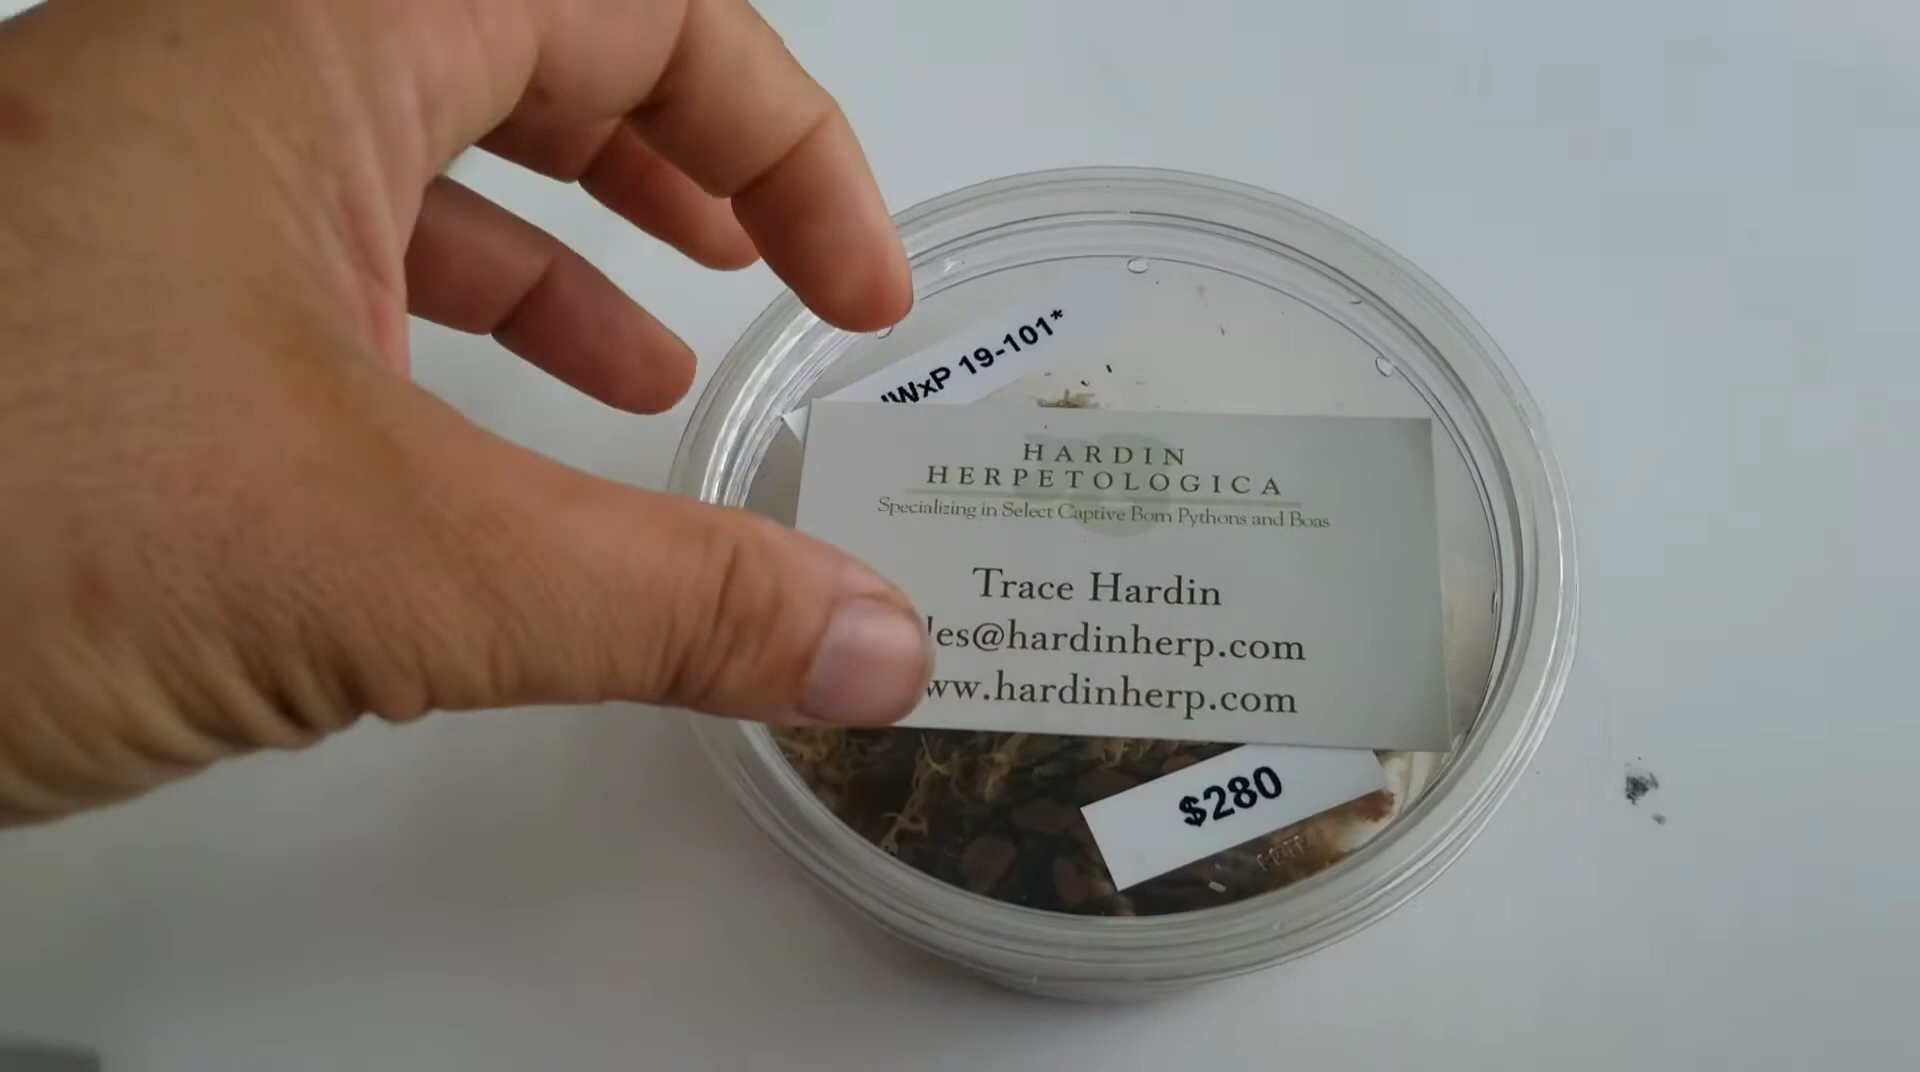 19-101*
HARDIN
HERPETOLOGICA
Specializing in Select Captive Born Pythons and Boas
Trace Hardin
les@hardinherp.com
ww.hardinherp.com
$280